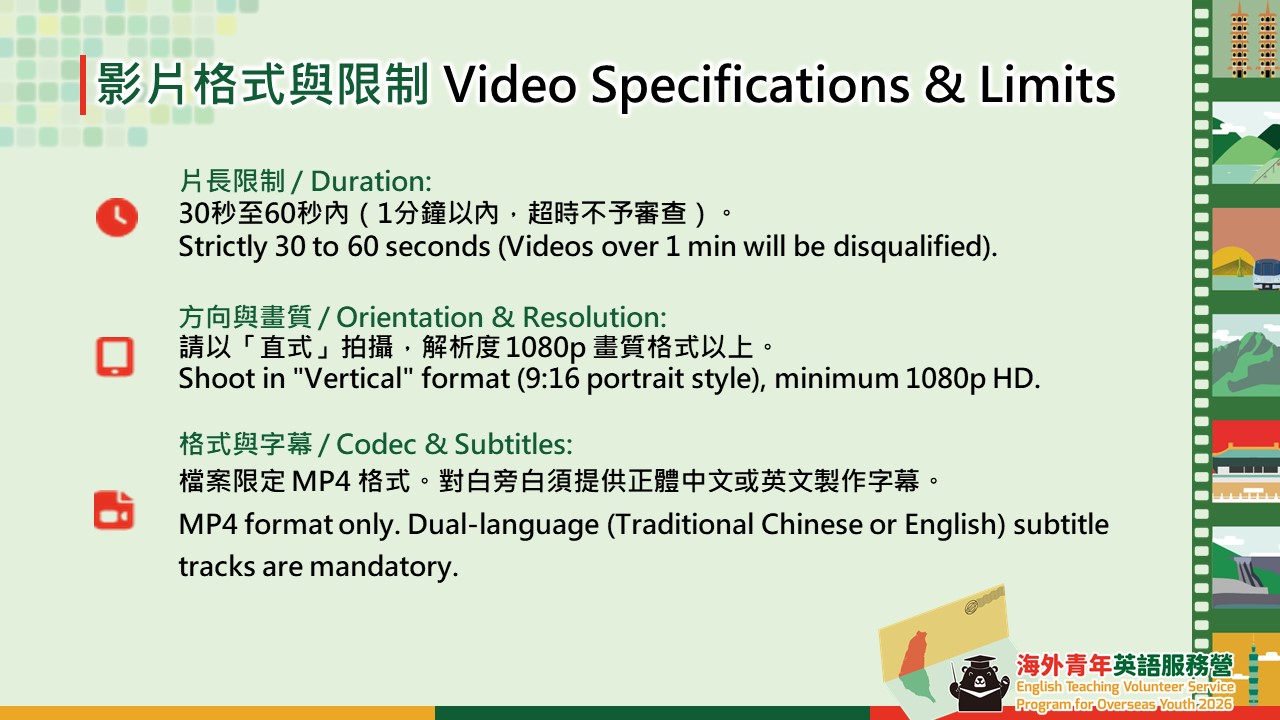 影片格式與限制 Video Specifications & Limits
片長限制 / Duration:
30秒至60秒內（1分鐘以內，超時不予審查）。
Strictly 30 to 60 seconds (Videos over 1 min will be disqualified).
方向與畫質 / Orientation & Resolution:
請以「直式」拍攝，解析度 1080p 畫質格式以上。
Shoot in "Vertical" format (9:16 portrait style), minimum 1080p HD.
格式與字幕 / Codec & Subtitles:
檔案限定 MP4 格式。對白旁白須提供正體中文或英文製作字幕。
MP4 format only. Dual-language (Traditional Chinese or English) subtitle
tracks are mandatory.
海外青年英語服務營
English Teaching Volunteer Service
Program for Overseas Youth 2026